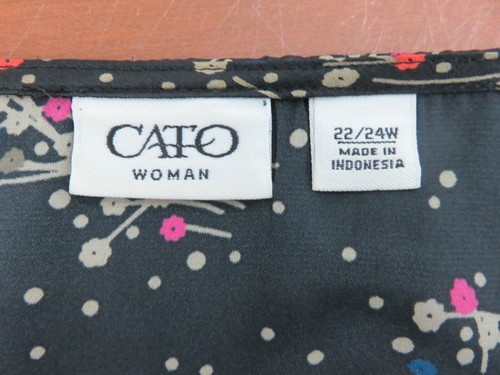 CATO
WOMAN
22/24W
MADE IN
INDONESIA